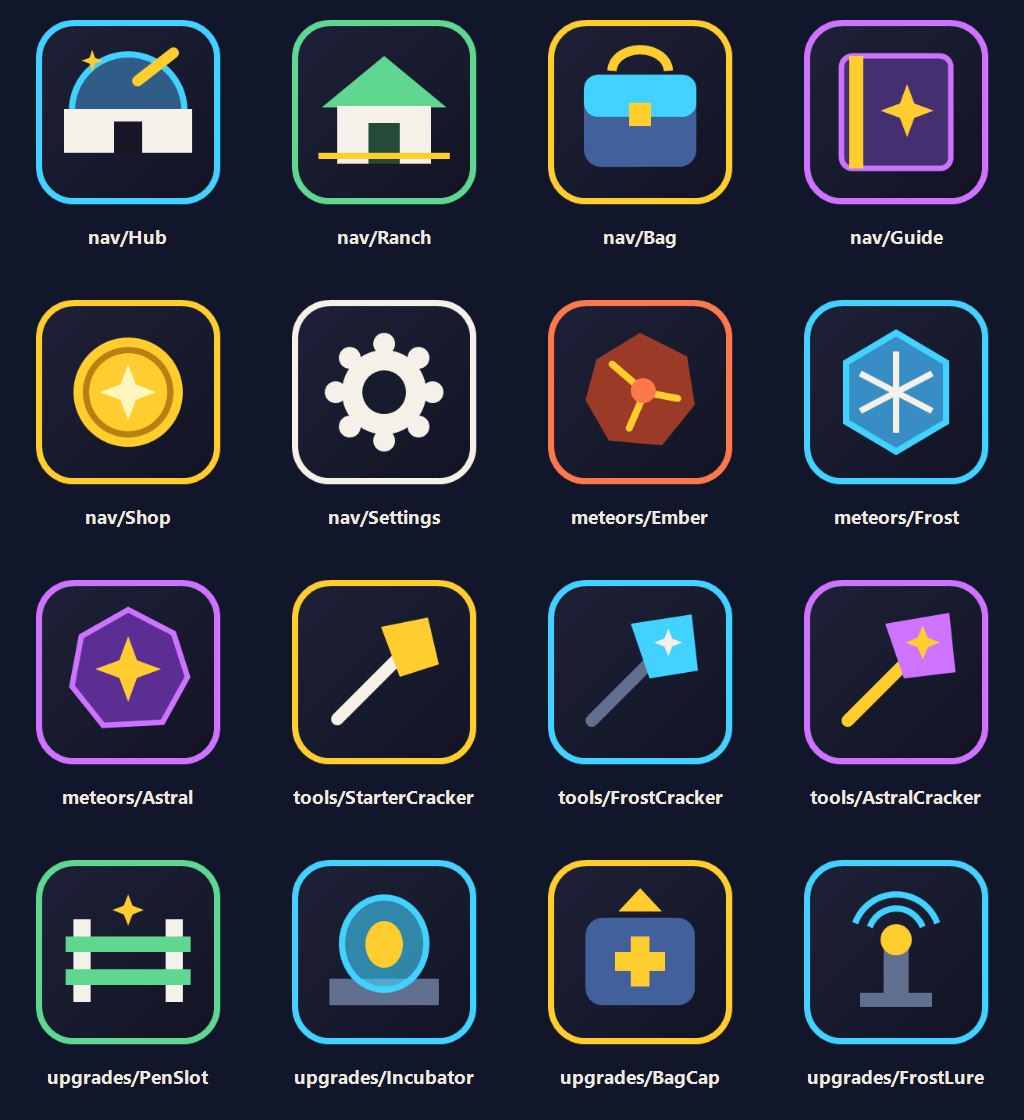 nav/Hub
nav/Ranch
nav/Bag
nav/Guide
nav/Shop
nav/Settings
meteors/Ember
meteors/Frost
meteors/Astral
tools/StarterCracker
tools/FrostCracker
tools/AstralCracker
upgrades/PenSlot
upgrades/Incubator
upgrades/BagCap
upgrades/FrostLure